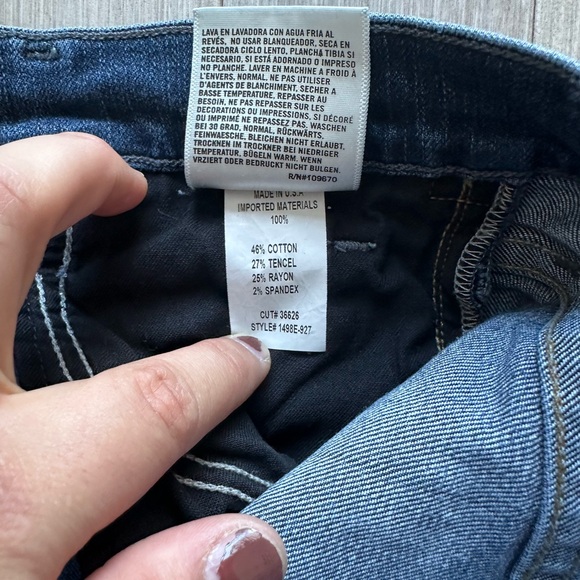 LAVA EN LAVADORA CON AGUA FRIA AL
REVÉS, NO USAR BLANQUEADOR, SECA EN
SECADORA CICLO LENTO, PLANCHA TIBIA SI
NECESARIO, SI ESTÁ ADORNADO O IMPRESO
NO PLANCHE. LAVER EN MACHINE A FROID À
L'ENVERS, NORMAL, NE PAS UTILISER
D'AGENTS DE BLANCHIMENT, SECHER A
BASSE TEMPERATURE, REPASSER AU
BESOIN, NE PAS REPASSER SUR LES
DECORATIONS OU IMPRESSIONS, SI DÉCORÉ
OU IMPRIMÉ NE REPASSEZ PAS, WASCHEN
BEI 30 GRAD, NORMAL, RÜCKWÄRTS,
FEINWAESCHE, BLEICHEN NICHT ERLAUBT,
TROCKEN IM TROCKNER BEI NIEDRIGER
TEMPERATUR, BÜGELN WARM. WENN
VRZIERT ODER BEDRUCKT NICHT BULGEN.
R/N#109670
MADE IN U.S.A
IMPORTED MATERIALS
100%
46% COTTON
27% TENCEL
25% RAYON
2% SPANDEX
CUT# 36626
STYLE# 1498E-927